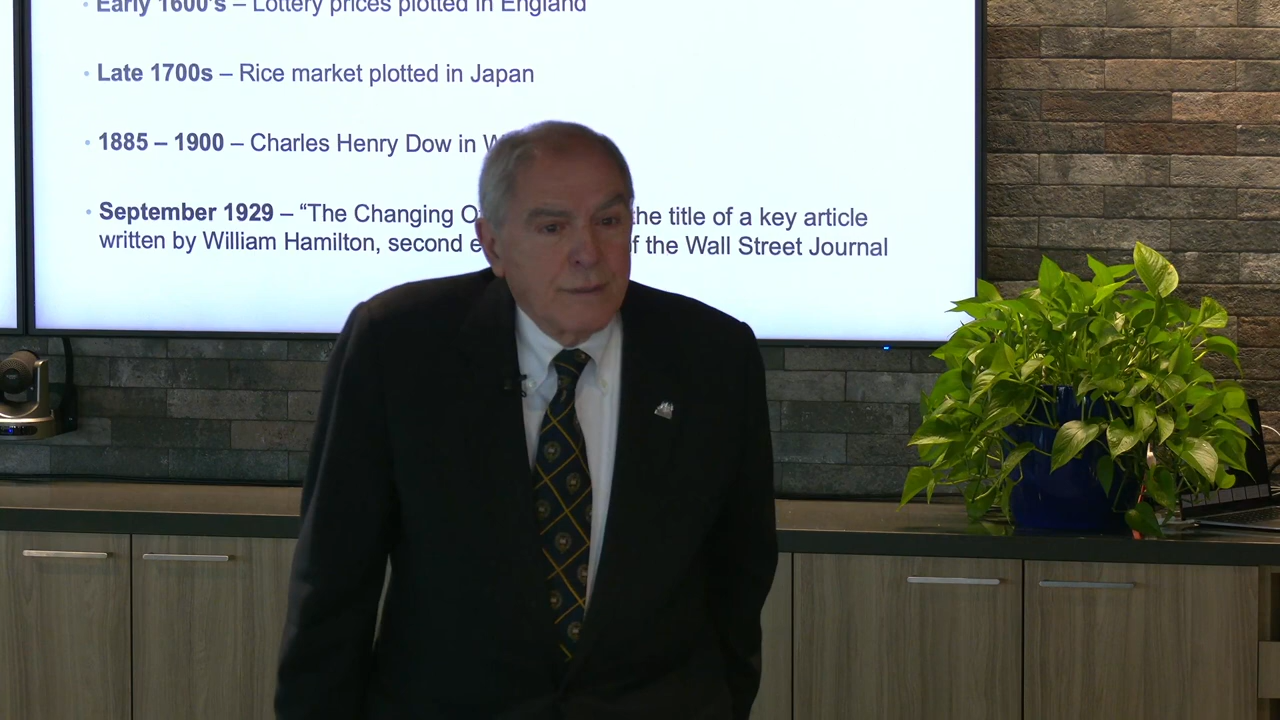 • Early 1600's – Lottery prices plotted in England
• Late 1700s – Rice market plotted in Japan
• 1885 – 1900 – Charles Henry Dow in
• September 1929 – “The Changing the title of a key article
written by William Hamilton, second of the Wall Street Journal